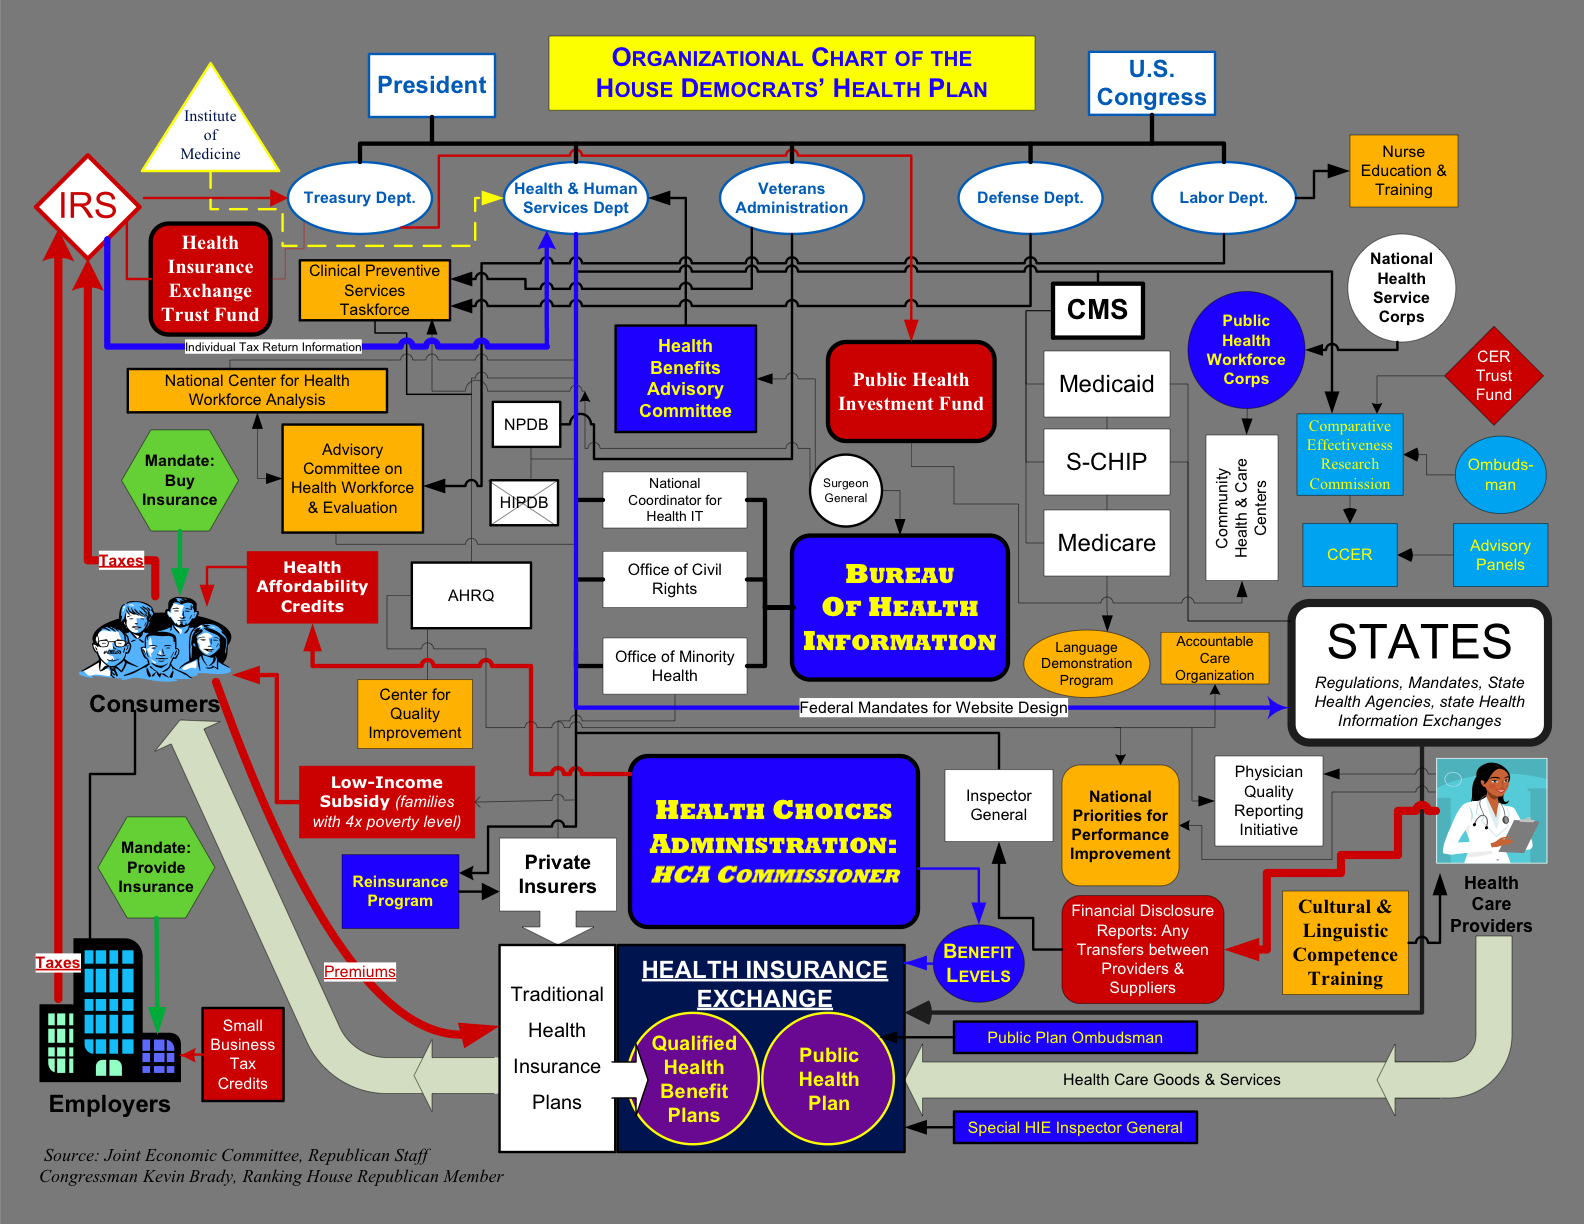 ORGANIZATIONAL CHART OF THE
HOUSE DEMOCRATS' HEALTH PLAN
President
U.S.
Congress
Institute
of
Medicine
IRS
Treasury Dept.
Health & Human
Services Dept
Veterans
Administration
Defense Dept.
Labor Dept.
Nurse
Education &
Training
Health
Insurance
Exchange
Trust Fund
Clinical Preventive
Services
Taskforce
CMS
National
Health
Service
Corps
Public
Health
Workforce
Corps
Individual Tax Return Information
Health
Benefits
Advisory
Committee
Public Health
Investment Fund
CER
Trust
Fund
National Center for Health
Workforce Analysis
Medicaid
S-CHIP
Medicare
NPDB
HIPDB
Comparative
Effectiveness
Research
Commission
Ombuds-
man
Mandate:
Buy
Insurance
Advisory
Committee on
Health Workforce
& Evaluation
National
Coordinator for
Health IT
Surgeon
General
Community
Health & Care
Centers
CCER
Advisory
Panels
Taxes
Health
Affordability
Credits
AHRQ
Office of Civil
Rights
BUREAU
OF HEALTH
INFORMATION
Office of Minority
Health
Language
Demonstration
Program
Accountable
Care
Organization
STATES
Regulations, Mandates, State
Health Agencies, state Health
Information Exchanges
Consumers
Center for
Quality
Improvement
Federal Mandates for Website Design
Low-Income
Subsidy (families
with 4x poverty level)
HEALTH CHOICES
ADMINISTRATION:
HCA COMMISSIONER
Inspector
General
National
Priorities for
Performance
Improvement
Physician
Quality
Reporting
Initiative
Mandate:
Provide
Insurance
Reinsurance
Program
Private
Insurers
Health
Care
Providers
Financial Disclosure
Reports: Any
Transfers between
Providers &
Suppliers
Cultural &
Linguistic
Competence
Training
BENEFIT
LEVELS
Taxes
Premiums
HEALTH INSURANCE
EXCHANGE
Traditional
Health
Insurance
Plans
Qualified
Health
Benefit
Plans
Public
Health
Plan
Public Plan Ombudsman
Health Care Goods & Services
Special HIE Inspector General
Small
Business
Tax
Credits
Employers
Source: Joint Economic Committee, Republican Staff
Congressman Kevin Brady, Ranking House Republican Member